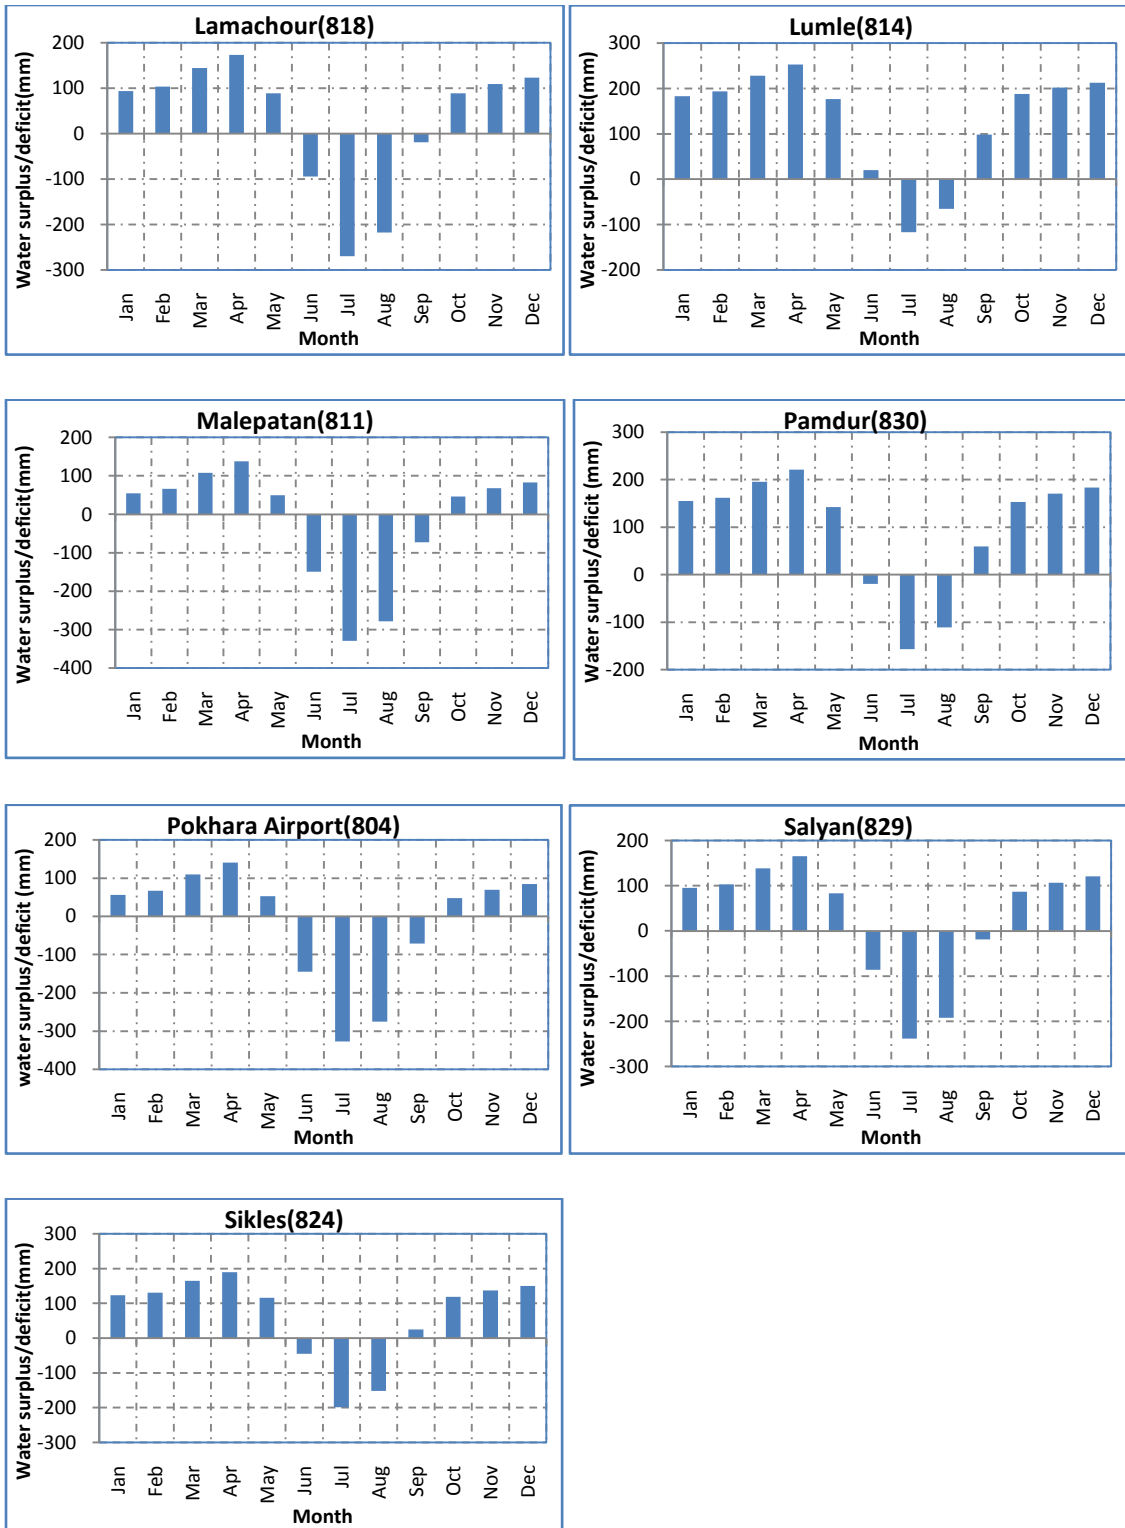 Lamachour(818)
Water surplus/deficit(mm)
200
100
0
-100
-200
-300
Jan Feb Mar Apr May Jun Jul Aug Sep Oct Nov Dec
Month
Lumle(814)
Water surplus/deficit(mm)
300
200
100
0
-100
-200
Jan Feb Mar Apr May Jun Jul Aug Sep Oct Nov Dec
Month
Malepatan(811)
Water surplus/deficit(mm)
200
100
0
-100
-200
-300
-400
Jan Feb Mar Apr May Jun Jul Aug Sep Oct Nov Dec
Month
Pamdur(830)
Water surplus/deficit (mm)
300
200
100
0
-100
-200
Jan Feb Mar Apr May Jun Jul Aug Sep Oct Nov Dec
Month
Pokhara Airport(804)
water surplus/deficit (mm)
200
100
0
-100
-200
-300
-400
Jan Feb Mar Apr May Jun Jul Aug Sep Oct Nov Dec
Month
Salyan(829)
Water surplus/deficit(mm)
200
100
0
-100
-200
-300
Jan Feb Mar Apr May Jun Jul Aug Sep Oct Nov Dec
Month
Sikles(824)
Water surplus/deficit(mm)
300
200
100
0
-100
-200
-300
Jan Feb Mar Apr May Jun Jul Aug Sep Oct Nov Dec
Month